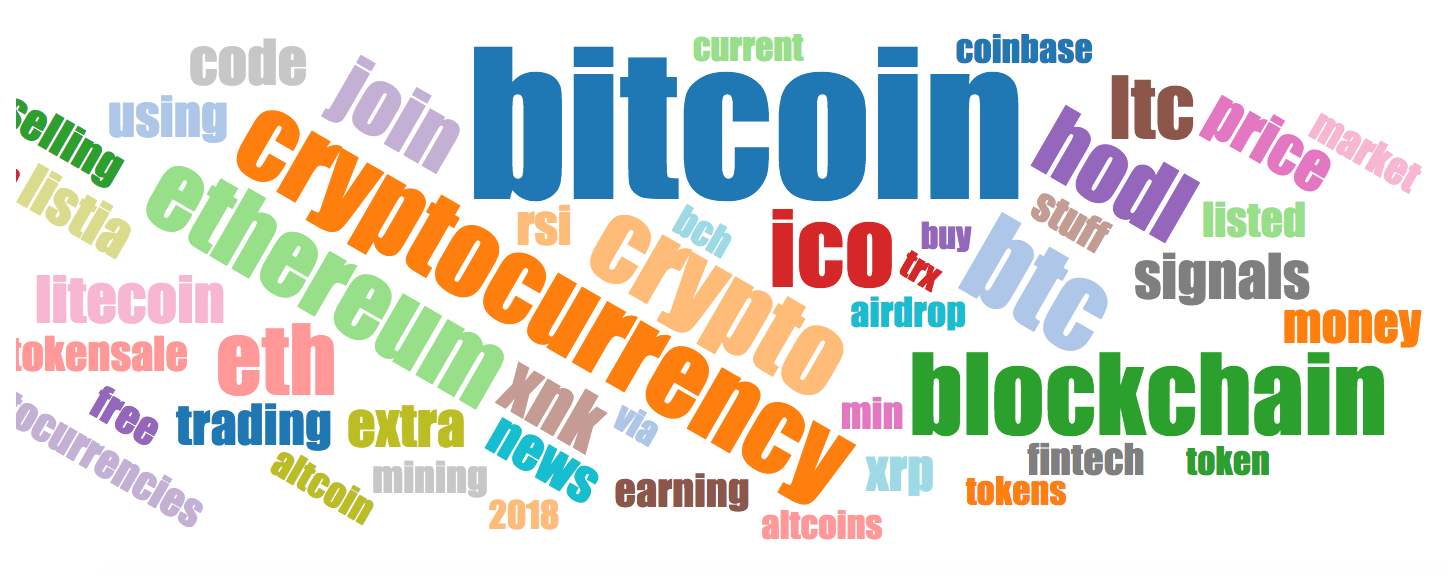 current
coinbase
code
join
bitcoin
ltc
price
market
using
selling
cryptocurrency
hodl
listia
ethereum
rsi
crypto
bch
ico
trx
buy
btc
stuff
listed
signals
litecoin
airdrop
money
tokensale
eth
xnk
blockchain
free
trading
extra
via
min
ocurrencies
altcoin
mining
news
earning
xrp
fintech
token
tokens
2018
altcoins